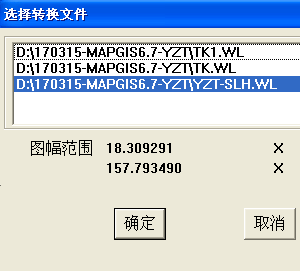 选择转换文件
D:\170315-MAPGIS6.7-YZT\TK1.WL
D:\170315-MAPGIS6.7-YZT\TK.WL
D:\170315-MAPGIS6.7-YZT\YZT-SLH.WL
图幅范围 18.309291 X
157.793490 X
确定 取消